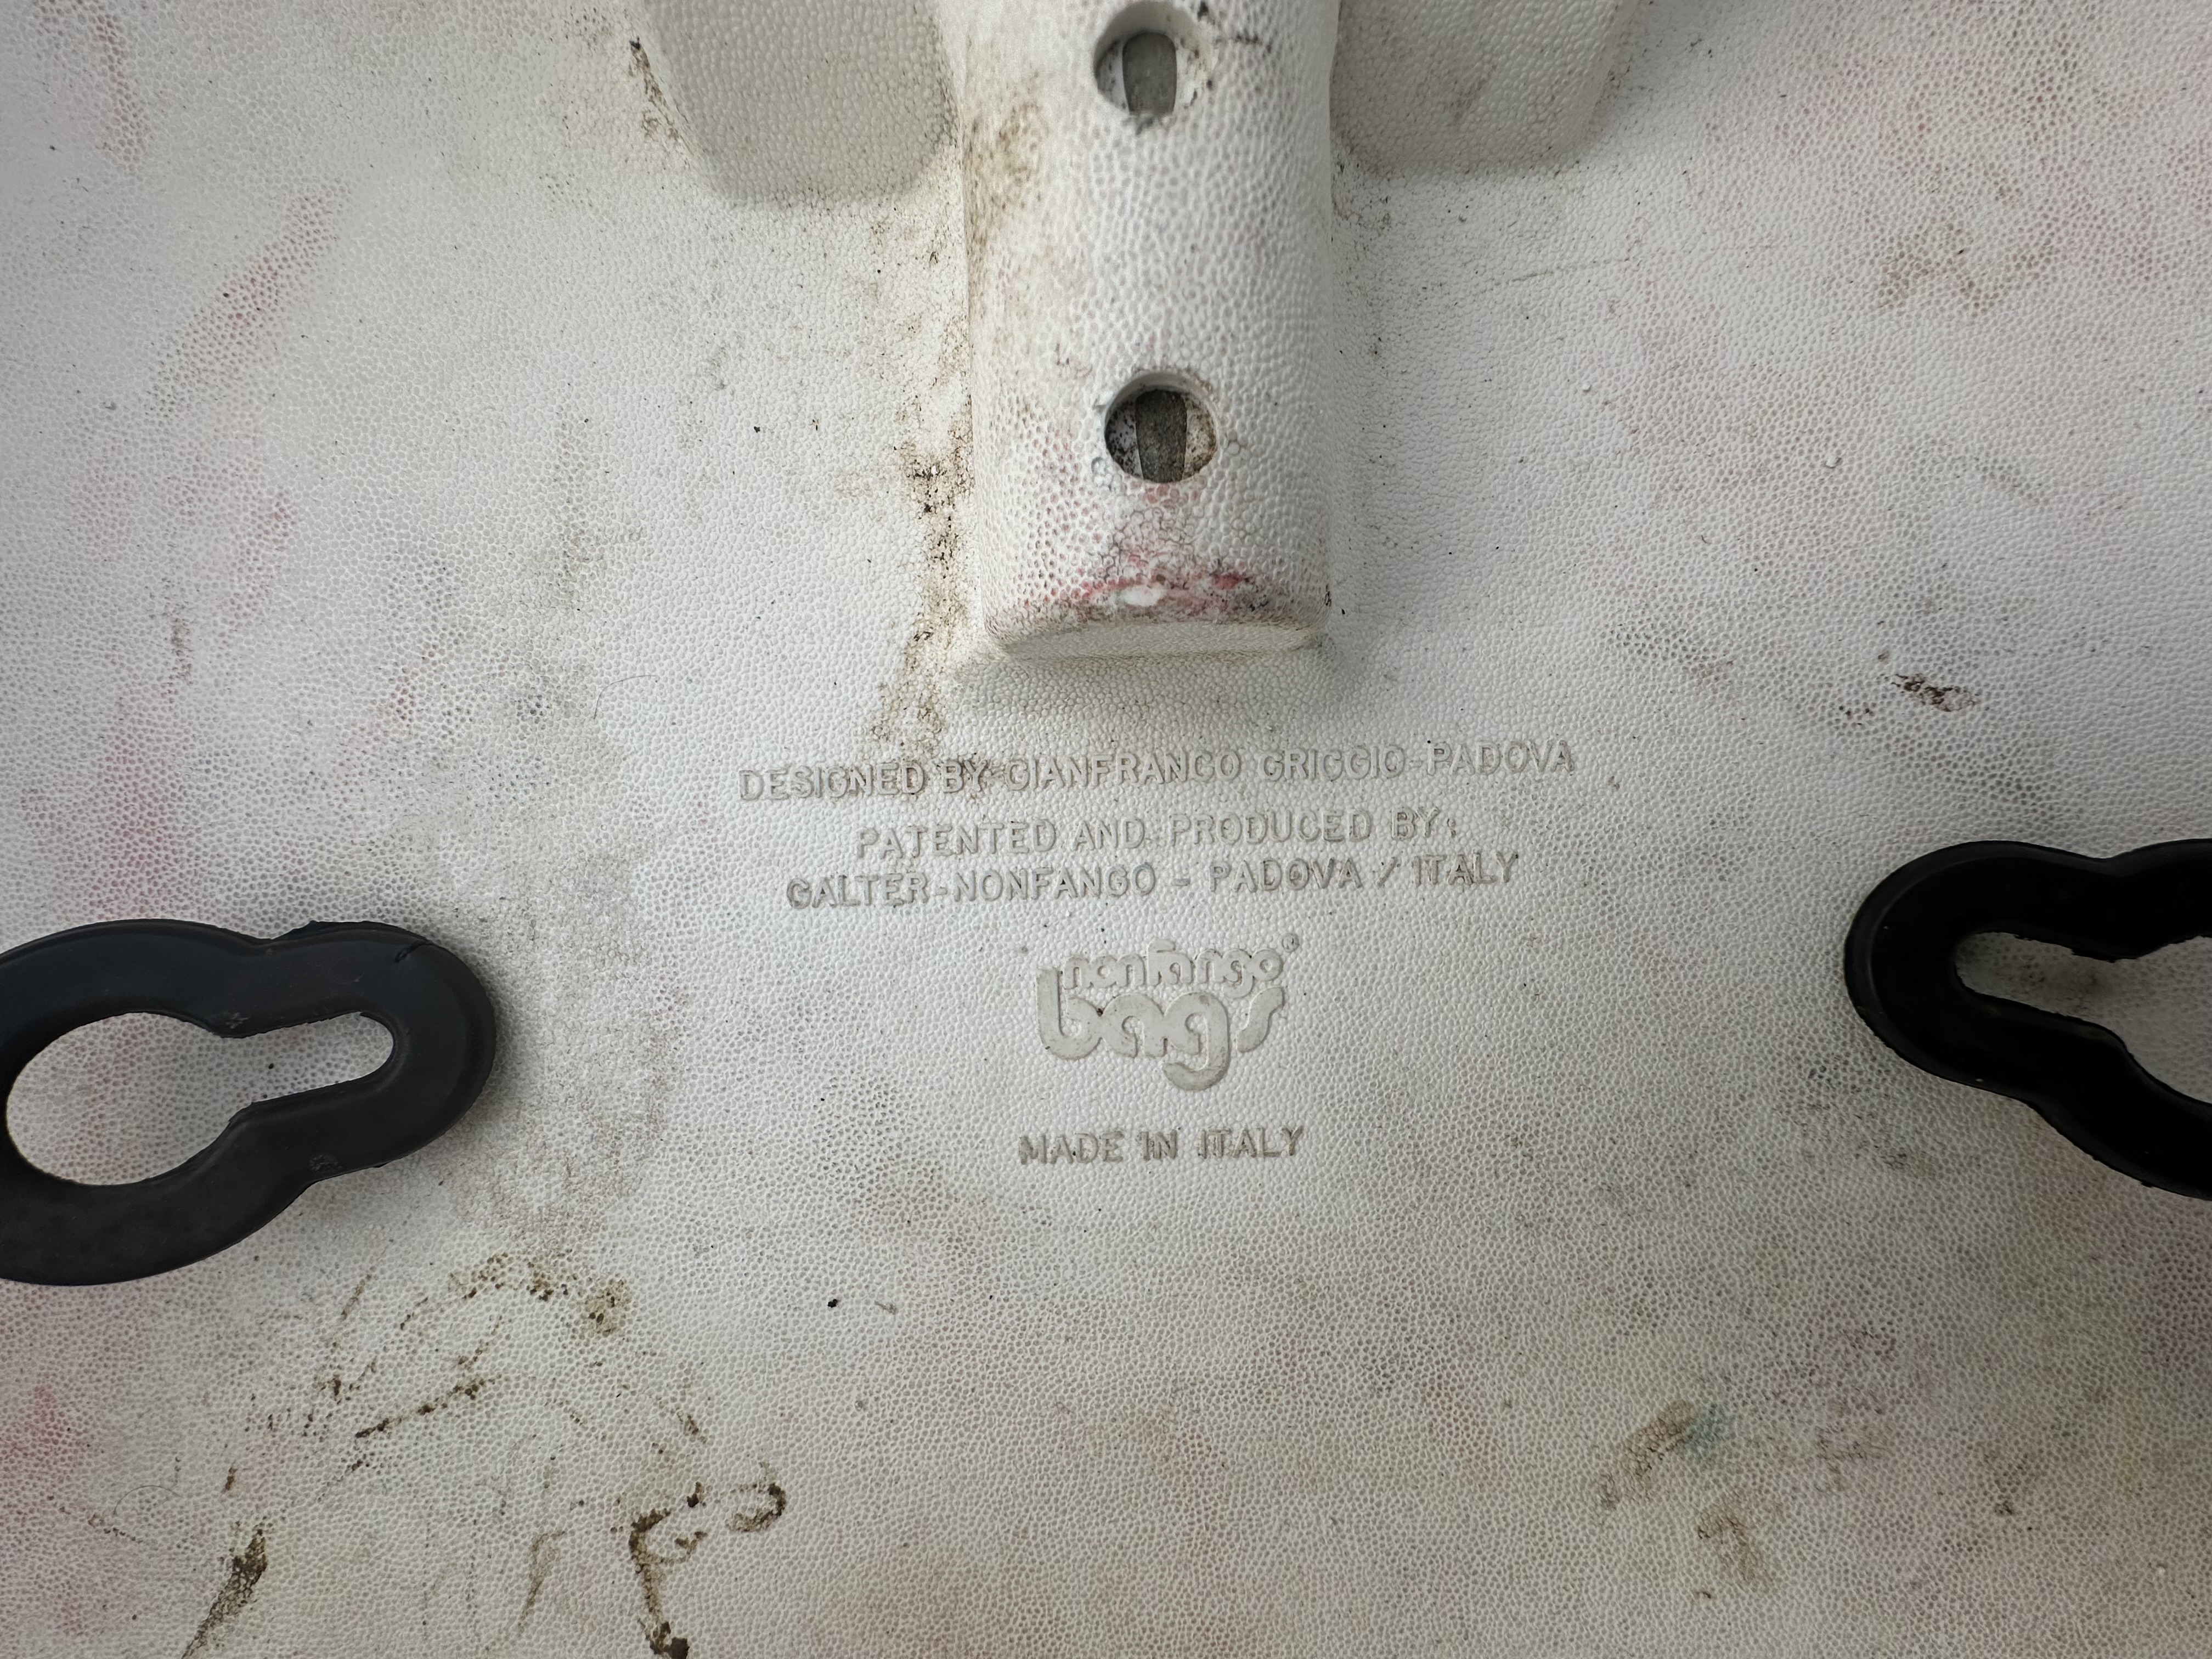 DESIGNED BY GIANFRANCO GRIGGIO-PADOVA
PATENTED AND PRODUCED BY:
GALTER-NONFANGO - PADOVA / ITALY
nonfango®
bags
MADE IN ITALY